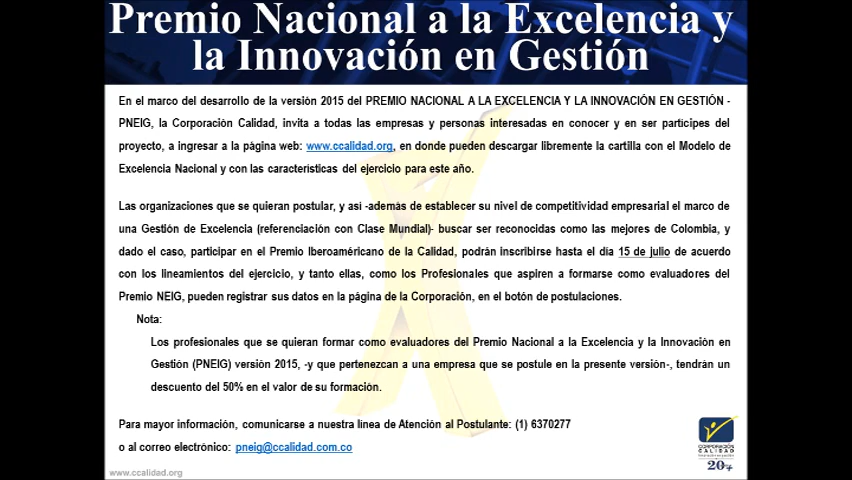 Premio Nacional a la Excelencia y
la Innovación en Gestión
En el marco del desarrollo de la versión 2015 del PREMIO NACIONAL A LA EXCELENCIA Y LA INNOVACIÓN EN GESTIÓN -
PNEIG, la Corporación Calidad, invita a todas las empresas y personas interesadas en conocer y en ser partícipes del
proyecto, a ingresar a la página web: www.ccalidad.org, en donde pueden descargar libremente la cartilla con el Modelo de
Excelencia Nacional y con las características del ejercicio para este año.
Las organizaciones que se quieran postular, y así -además de establecer su nivel de competitividad empresarial el marco de
una Gestión de Excelencia (referenciación con Clase Mundial)- buscar ser reconocidas como las mejores de Colombia, y
dado el caso, participar en el Premio Iberoaméricano de la Calidad, podrán inscribirse hasta el día 15 de julio de acuerdo
con los lineamientos del ejercicio, y tanto ellas, como los Profesionales que aspiren a formarse como evaluadores del
Premio NEIG, pueden registrar sus datos en la página de la Corporación, en el botón de postulaciones.
Nota:
Los profesionales que se quieran formar como evaluadores del Premio Nacional a la Excelencia y la Innovación en
Gestión (PNEIG) versión 2015, -y que pertenezcan a una empresa que se postule en la presente versión-, tendrán un
descuento del 50% en el valor de su formación.
Para mayor información, comunicarse a nuestra línea de Atención al Postulante: (1) 6370277
o al correo electrónico: pneig@ccalidad.com.co
CORPORACIÓN
CALIDAD
www.ccalidad.org